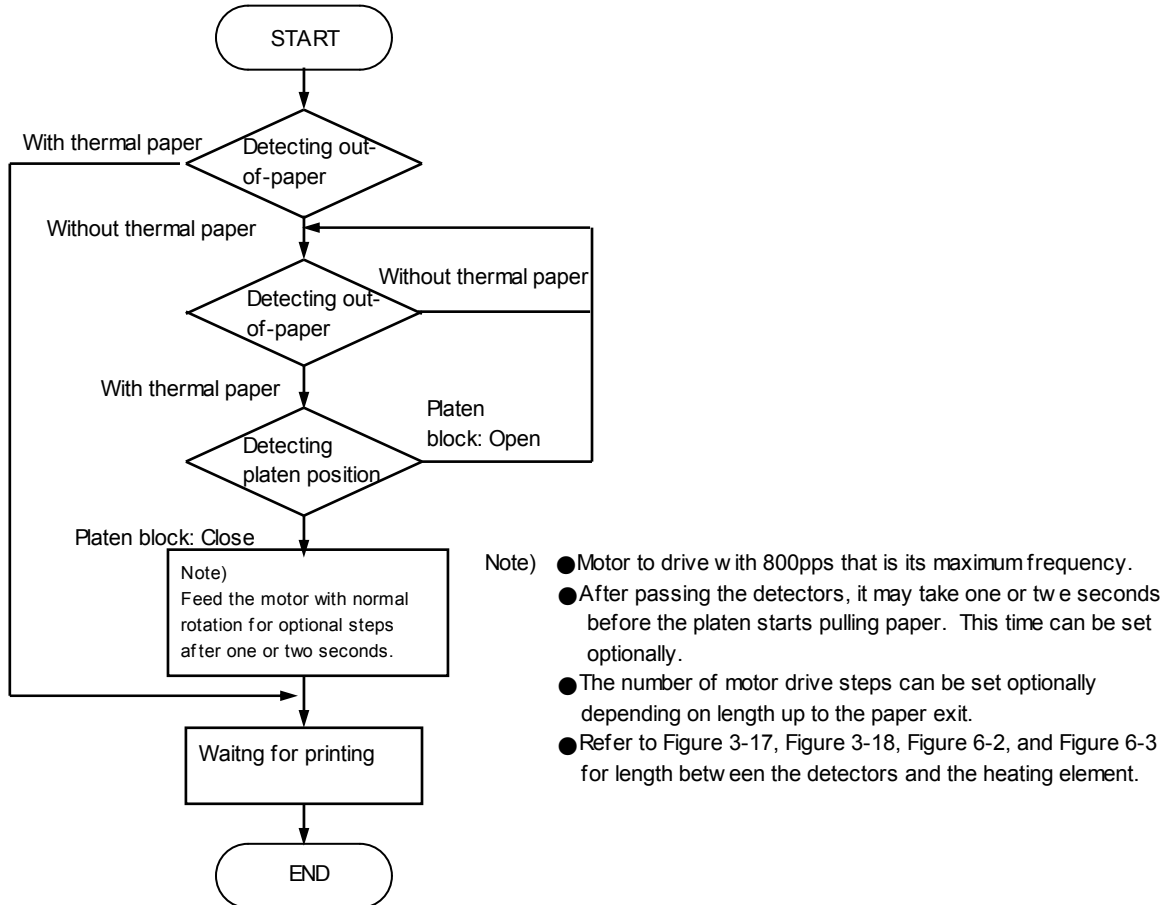 START
With thermal paper
Detecting out-
of-paper
Without thermal paper
Without thermal paper
Detecting out-
of-paper
With thermal paper
Platen
block: Open
Detecting
platen position
Platen block: Close
Note)
Feed the motor with normal
rotation for optional steps
after one or two seconds.
Waitng for printing
END
Note) ●Motor to drive with 800pps that is its maximum frequency.
●After passing the detectors, it may take one or twe seconds
before the platen starts pulling paper. This time can be set
optionally.
●The number of motor drive steps can be set optionally
depending on length up to the paper exit.
●Refer to Figure 3-17, Figure 3-18, Figure 6-2, and Figure 6-3
for length between the detectors and the heating element.